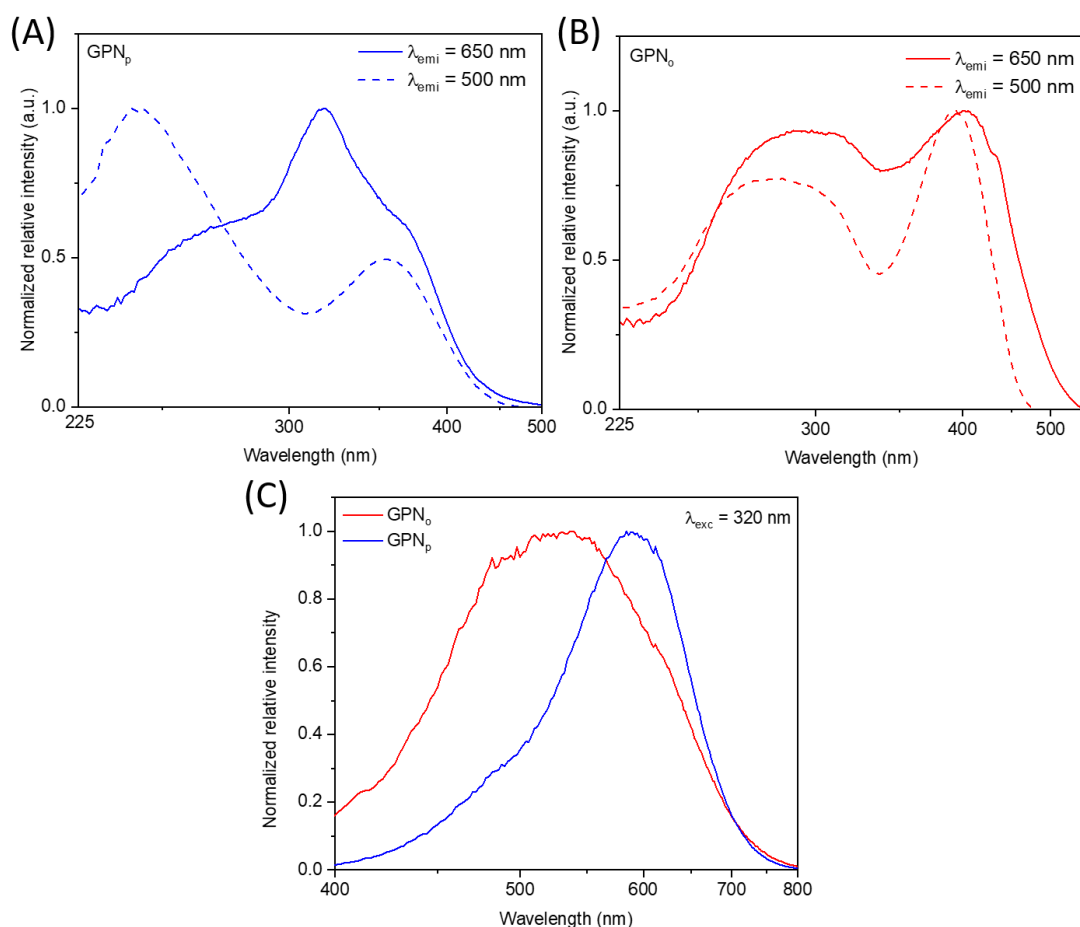 (A)
GPNp
λemi = 650 nm
λemi = 500 nm
Normalized relative intensity (a.u.)
1.0
0.5
0.0
225
300
400
500
Wavelength (nm)
(B)
GPNo
λemi = 650 nm
λemi = 500 nm
Normalized relative intensity (a.u.)
1.0
0.5
0.0
225
300
400
500
Wavelength (nm)
(C)
GPNo
GPNp
λexc = 320 nm
Normalized relative intensity
1.0
0.8
0.6
0.4
0.2
0.0
400
500
600
700
800
Wavelength (nm)